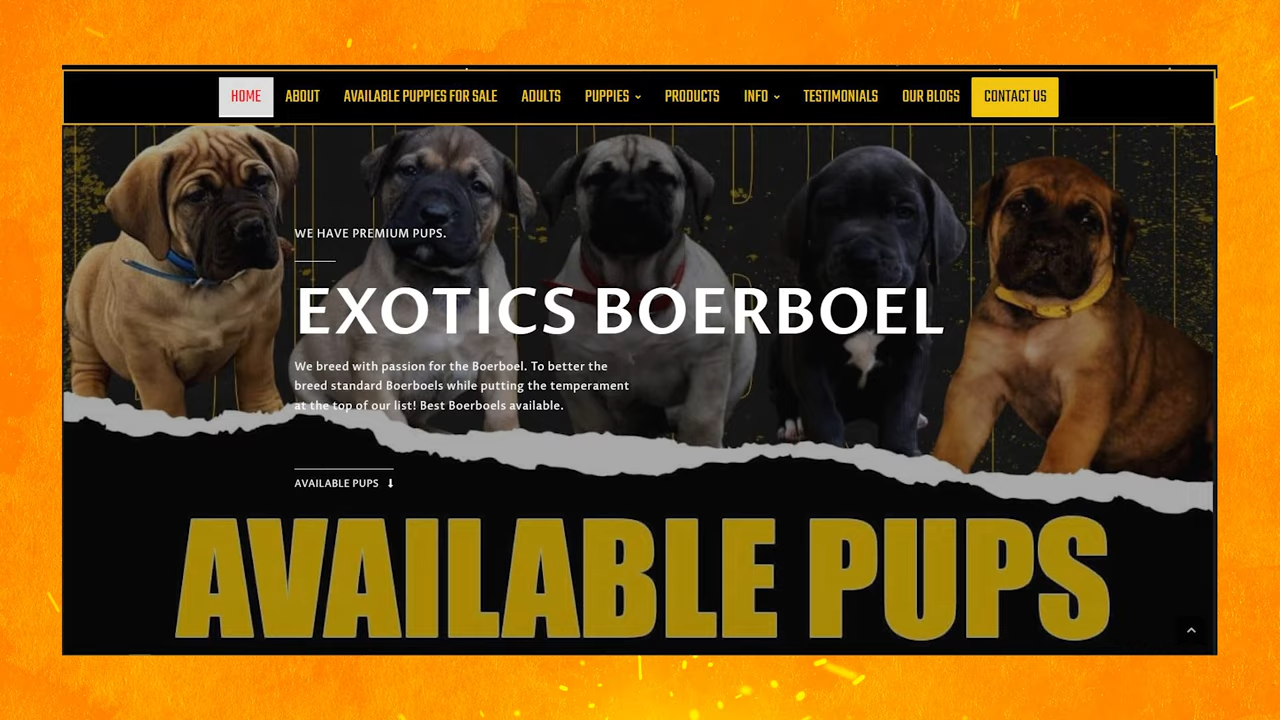 HOME ABOUT AVAILABLE PUPPIES FOR SALE ADULTS PUPPIES PRODUCTS INFO TESTIMONIALS OUR BLOGS CONTACT US
WE HAVE PREMIUM PUPS.
EXOTICS BOERBOEL
We breed with passion for the Boerboel. To better the
breed standard Boerboels while putting the temperament
at the top of our list! Best Boerboels available.
AVAILABLE PUPS
AVAILABLE PUPS